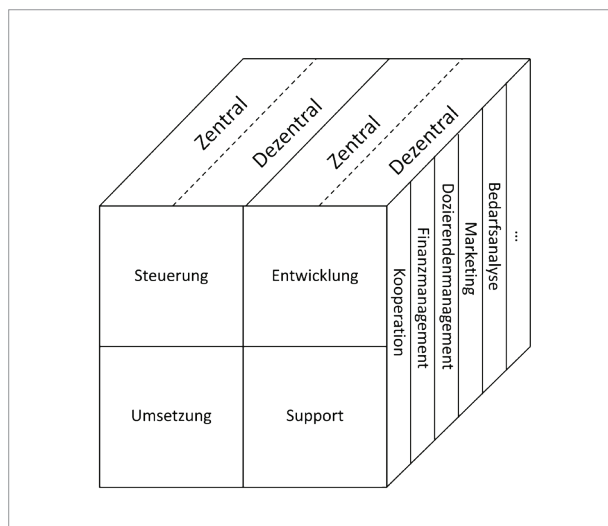 Zentral
Dezentral
Zentral
Dezentral
Steuerung
Entwicklung
Umsetzung
Support
Kooperation
Finanzmanagement
Dozierendenmanagement
Marketing
Bedarfsanalyse
...